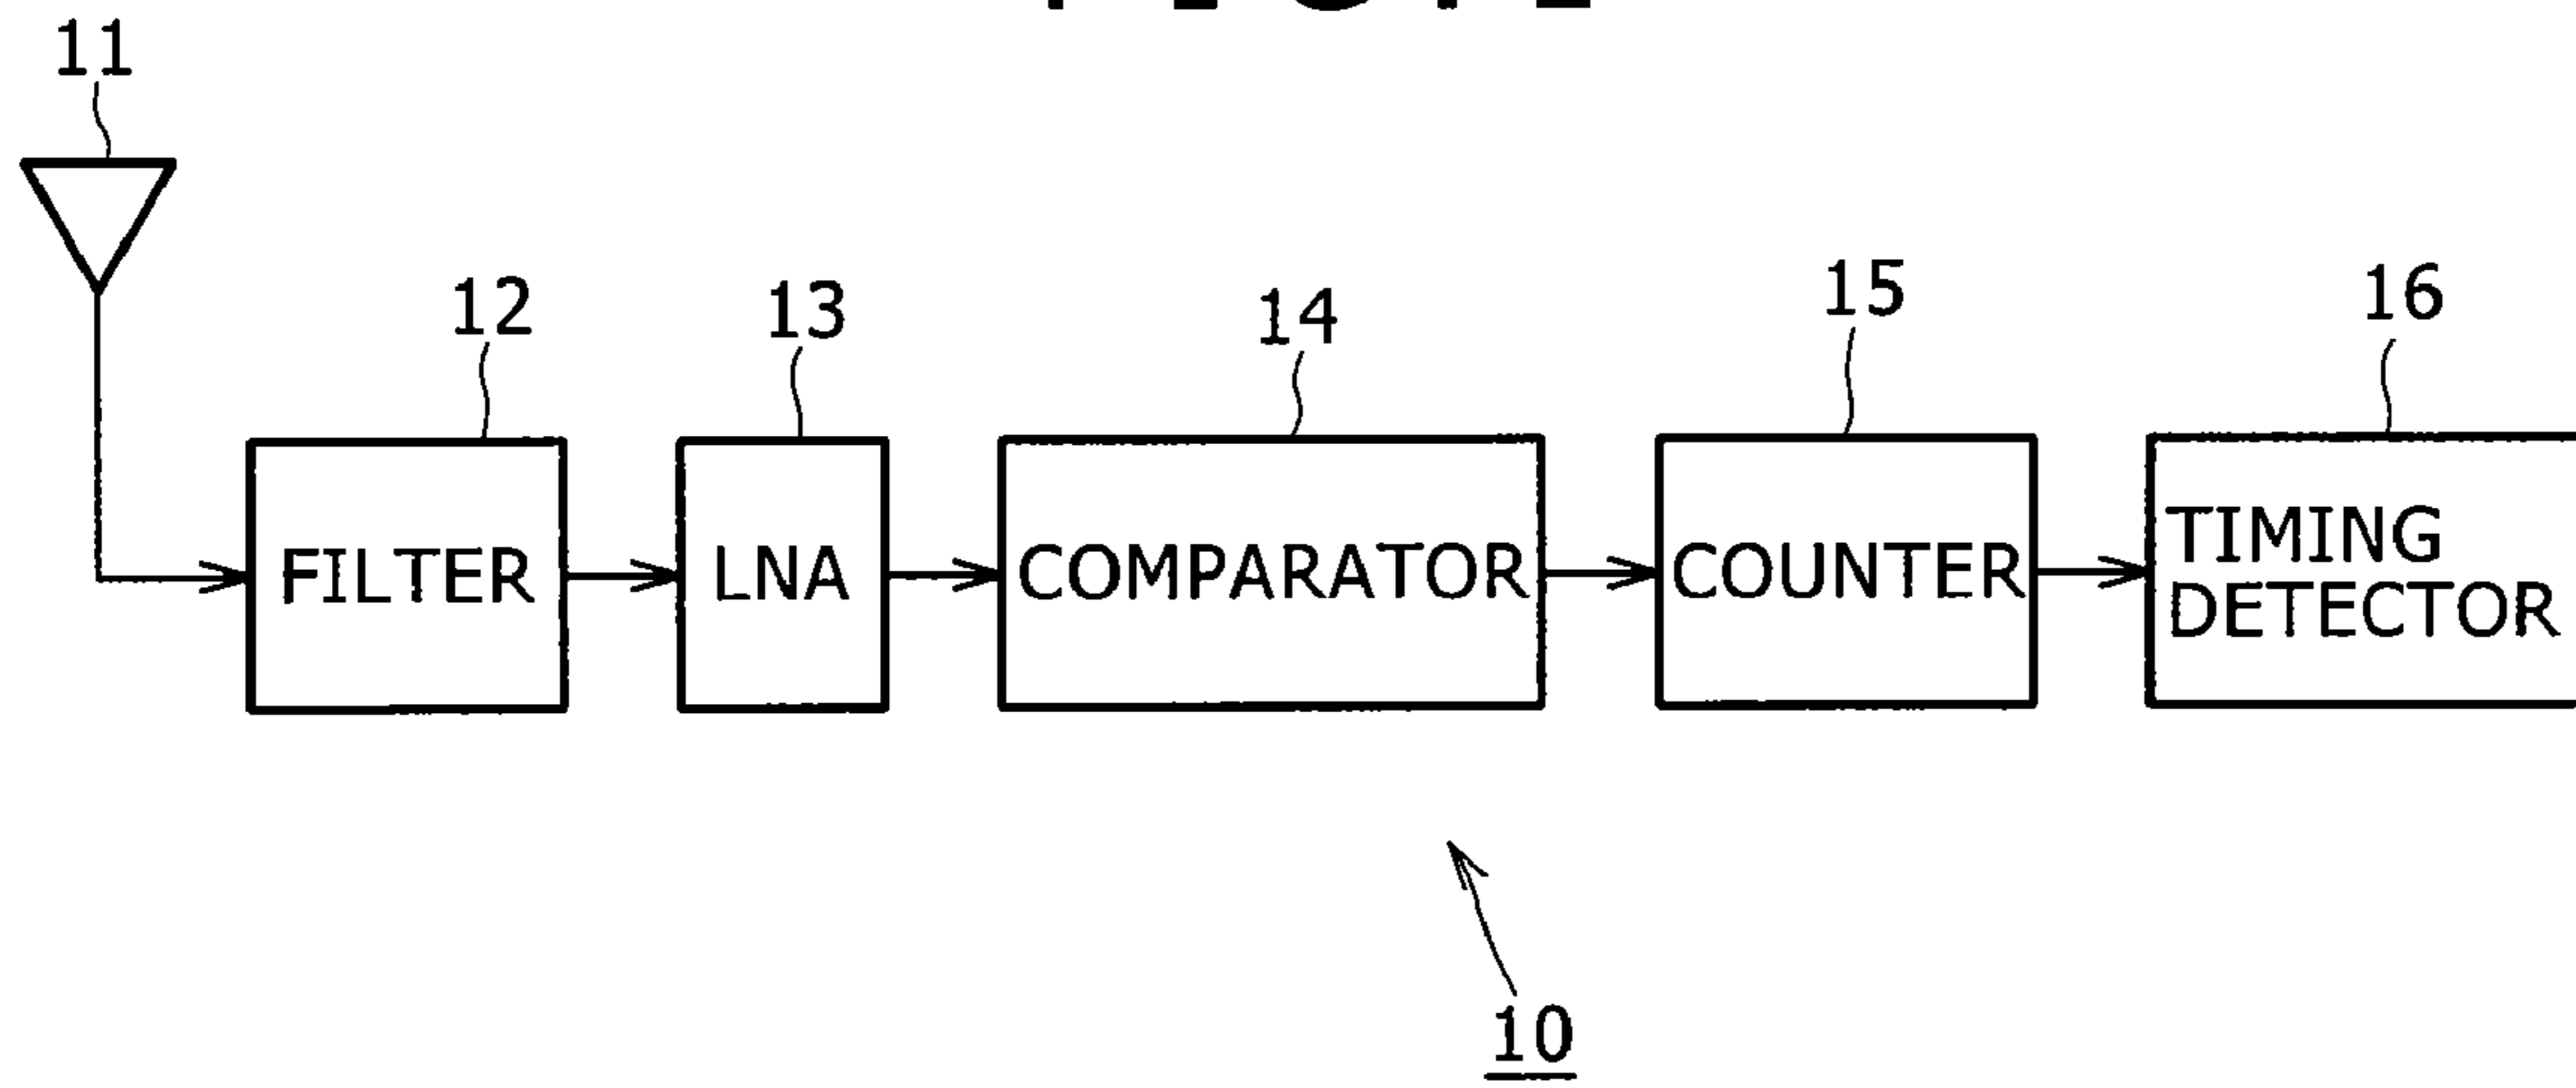 11
12
13
14
15
16
FILTER
LNA
COMPARATOR
COUNTER
TIMING
DETECTOR
10